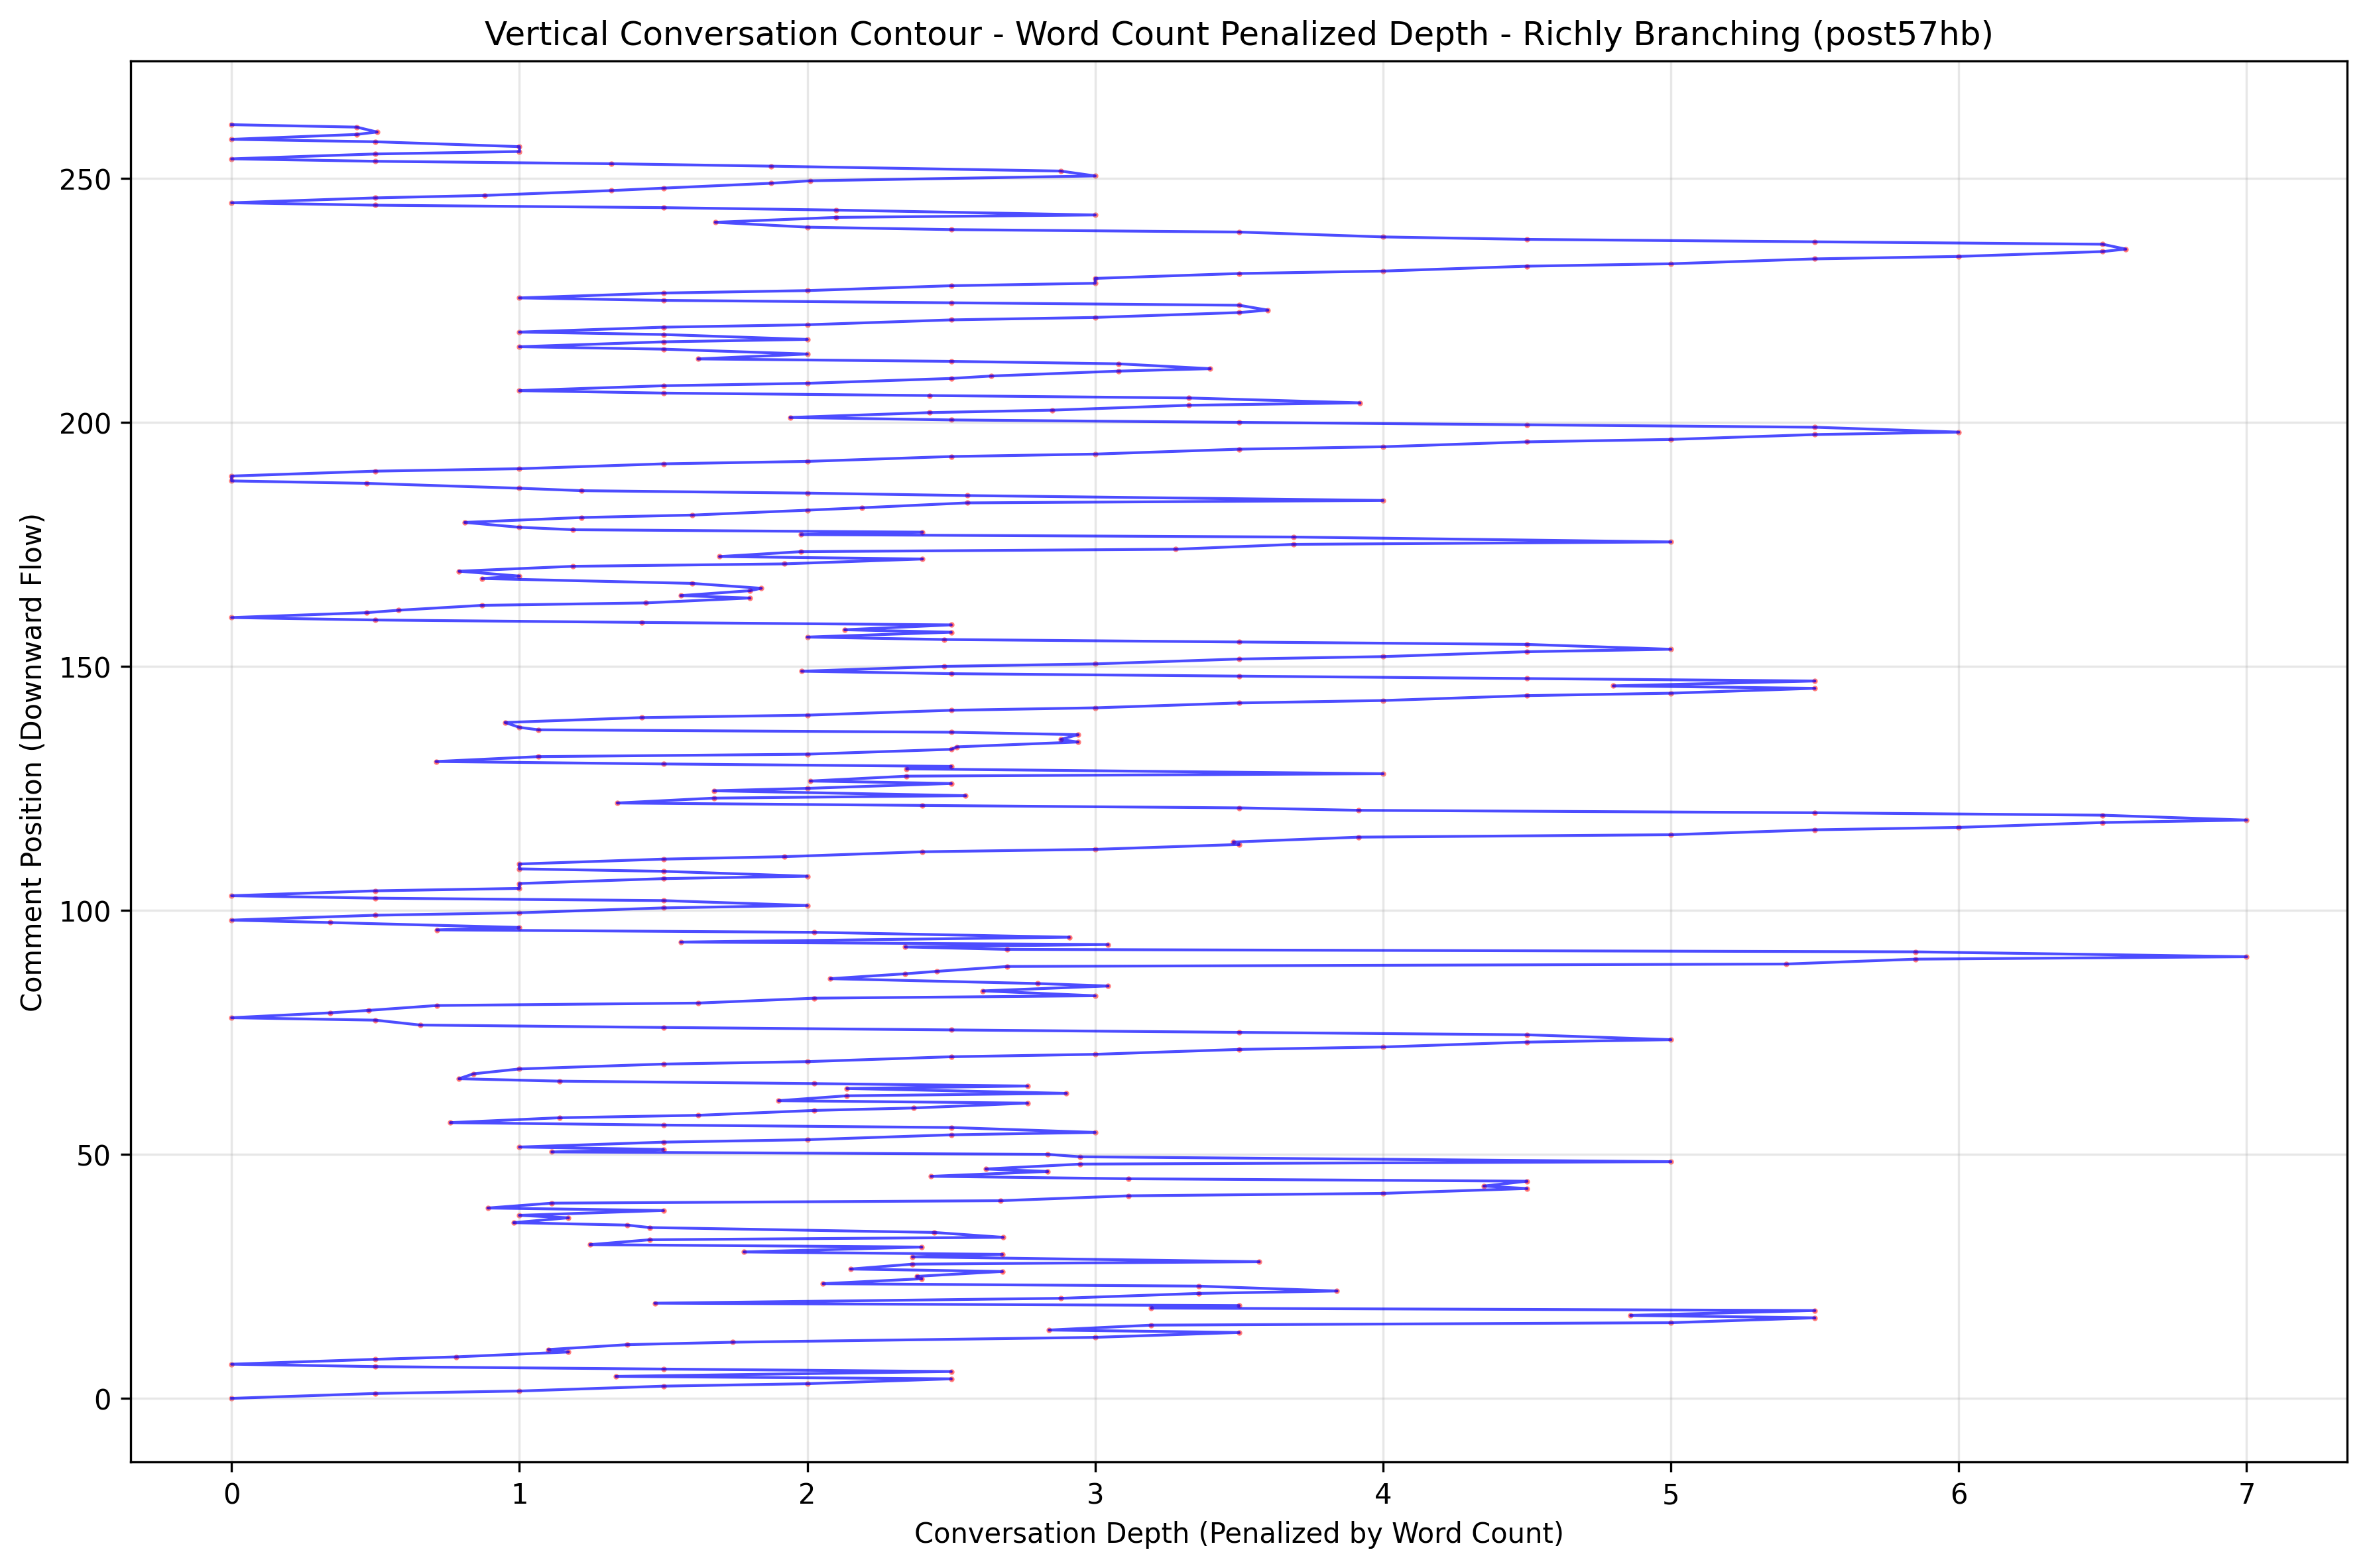 Vertical Conversation Contour - Word Count Penalized Depth - Richly Branching (post57hb)
Comment Position (Downward Flow)
250
200
150
100
50
0
0 1 2 3 4 5 6 7
Conversation Depth (Penalized by Word Count)